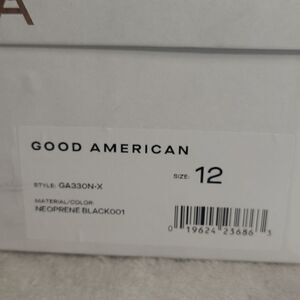 A
GOOD AMERICAN
STYLE: GA330N-X
SIZE: 12
MATERIAL/COLOR:
NEOPRENE BLACK001
0 19624 23686 3